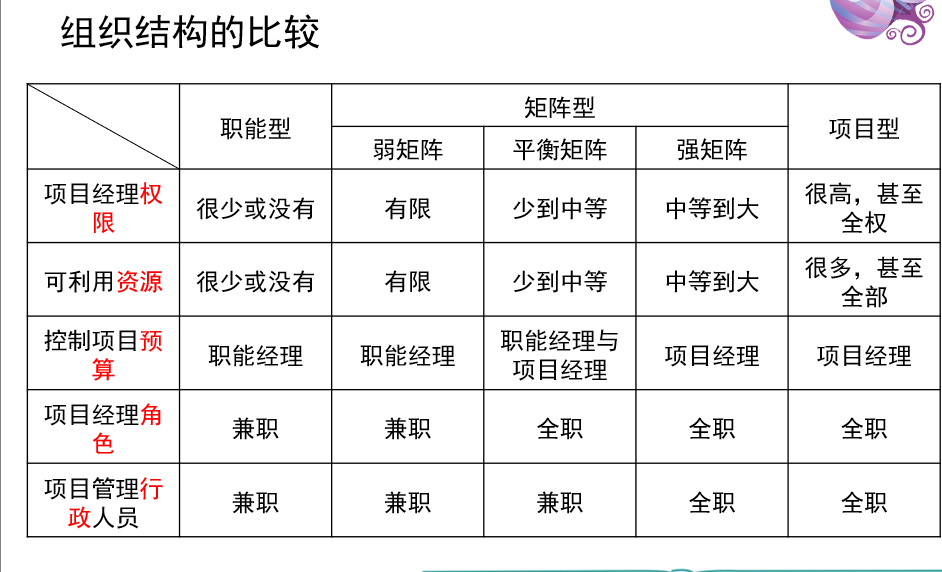 组织结构的比较
职能型
矩阵型
项目型
弱矩阵
平衡矩阵
强矩阵
项目经理权
限
很少或没有
有限
少到中等
中等到大
很高，甚至
全权
可利用资源
很少或没有
有限
少到中等
中等到大
很多，甚至
全部
控制项目预
算
职能经理
职能经理
职能经理与
项目经理
项目经理
项目经理
项目经理角
色
兼职
兼职
全职
全职
全职
项目管理行
政人员
兼职
兼职
兼职
全职
全职